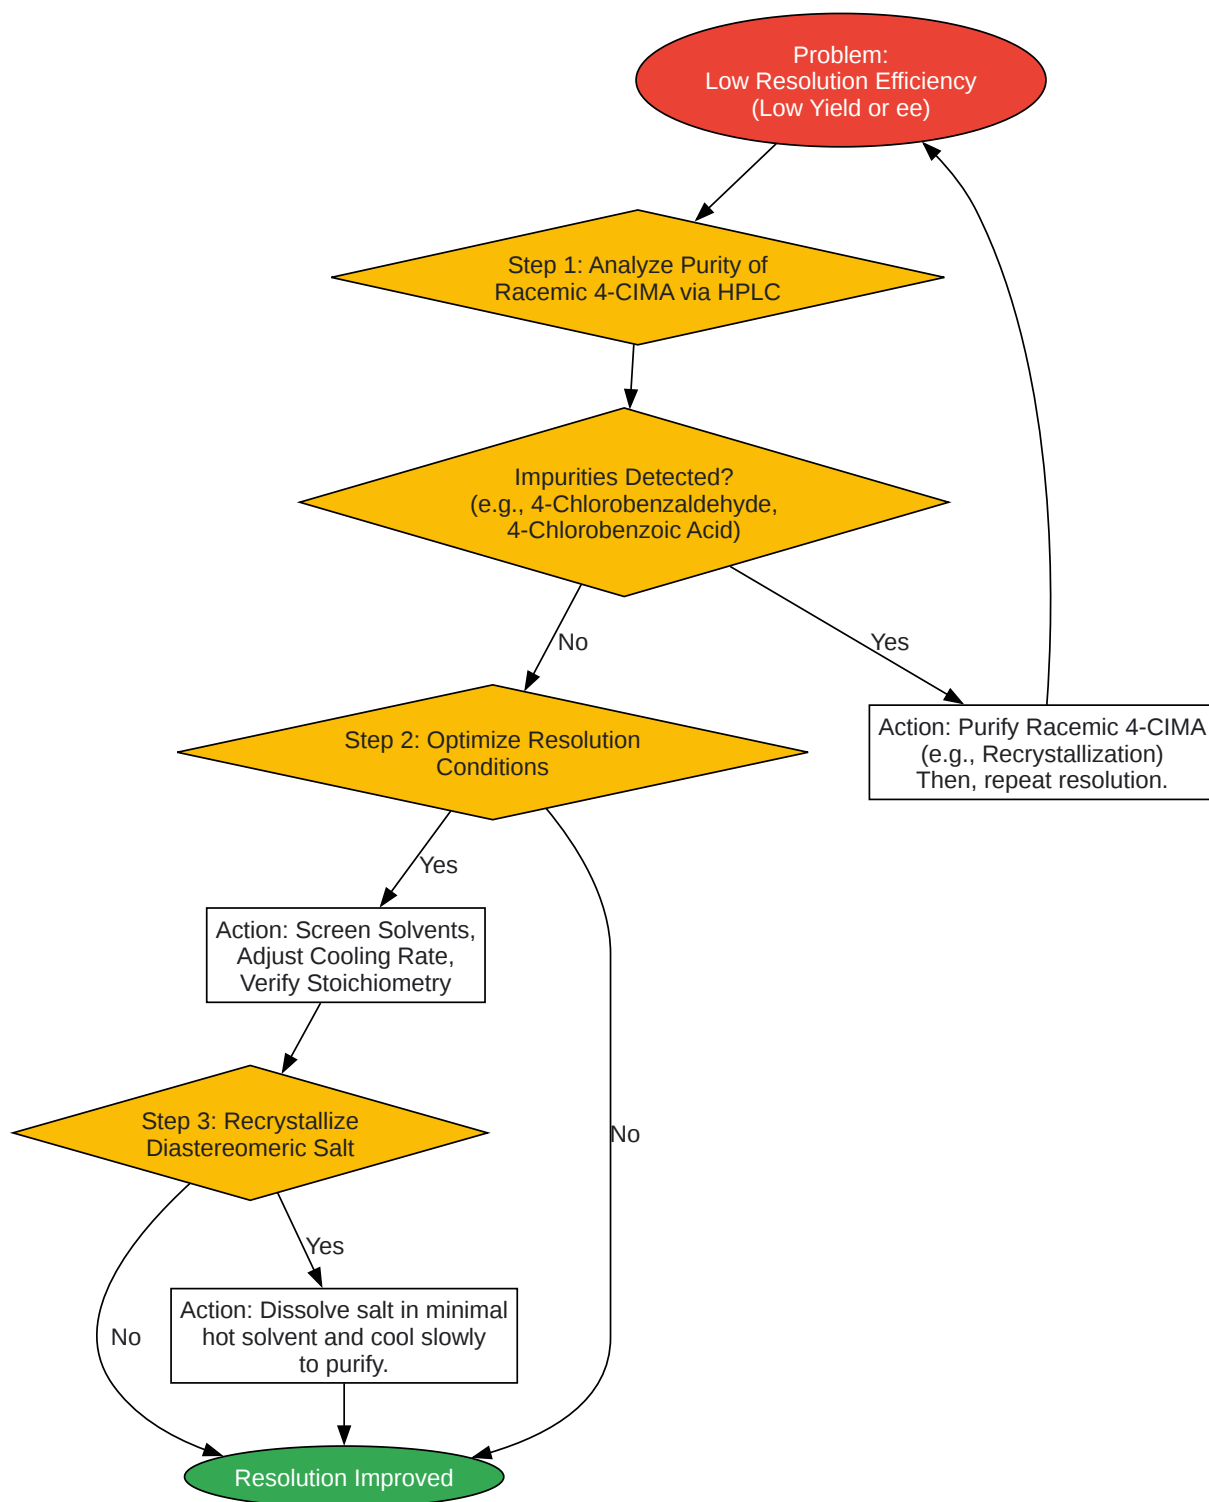 Problem:
Low Resolution Efficiency
(Low Yield or ee)
Step 1: Analyze Purity of
Racemic 4-CIMA via HPLC
Impurities Detected?
(e.g., 4-Chlorobenzaldehyde,
4-Chlorobenzoic Acid)
No
Yes
Step 2: Optimize Resolution
Conditions
Action: Purify Racemic 4-CIMA
(e.g., Recrystallization)
Then, repeat resolution.
Yes
Action: Screen Solvents,
Adjust Cooling Rate,
Verify Stoichiometry
Step 3: Recrystallize
Diastereomeric Salt
No
Yes
Action: Dissolve salt in minimal
hot solvent and cool slowly
to purify.
No
Resolution Improved